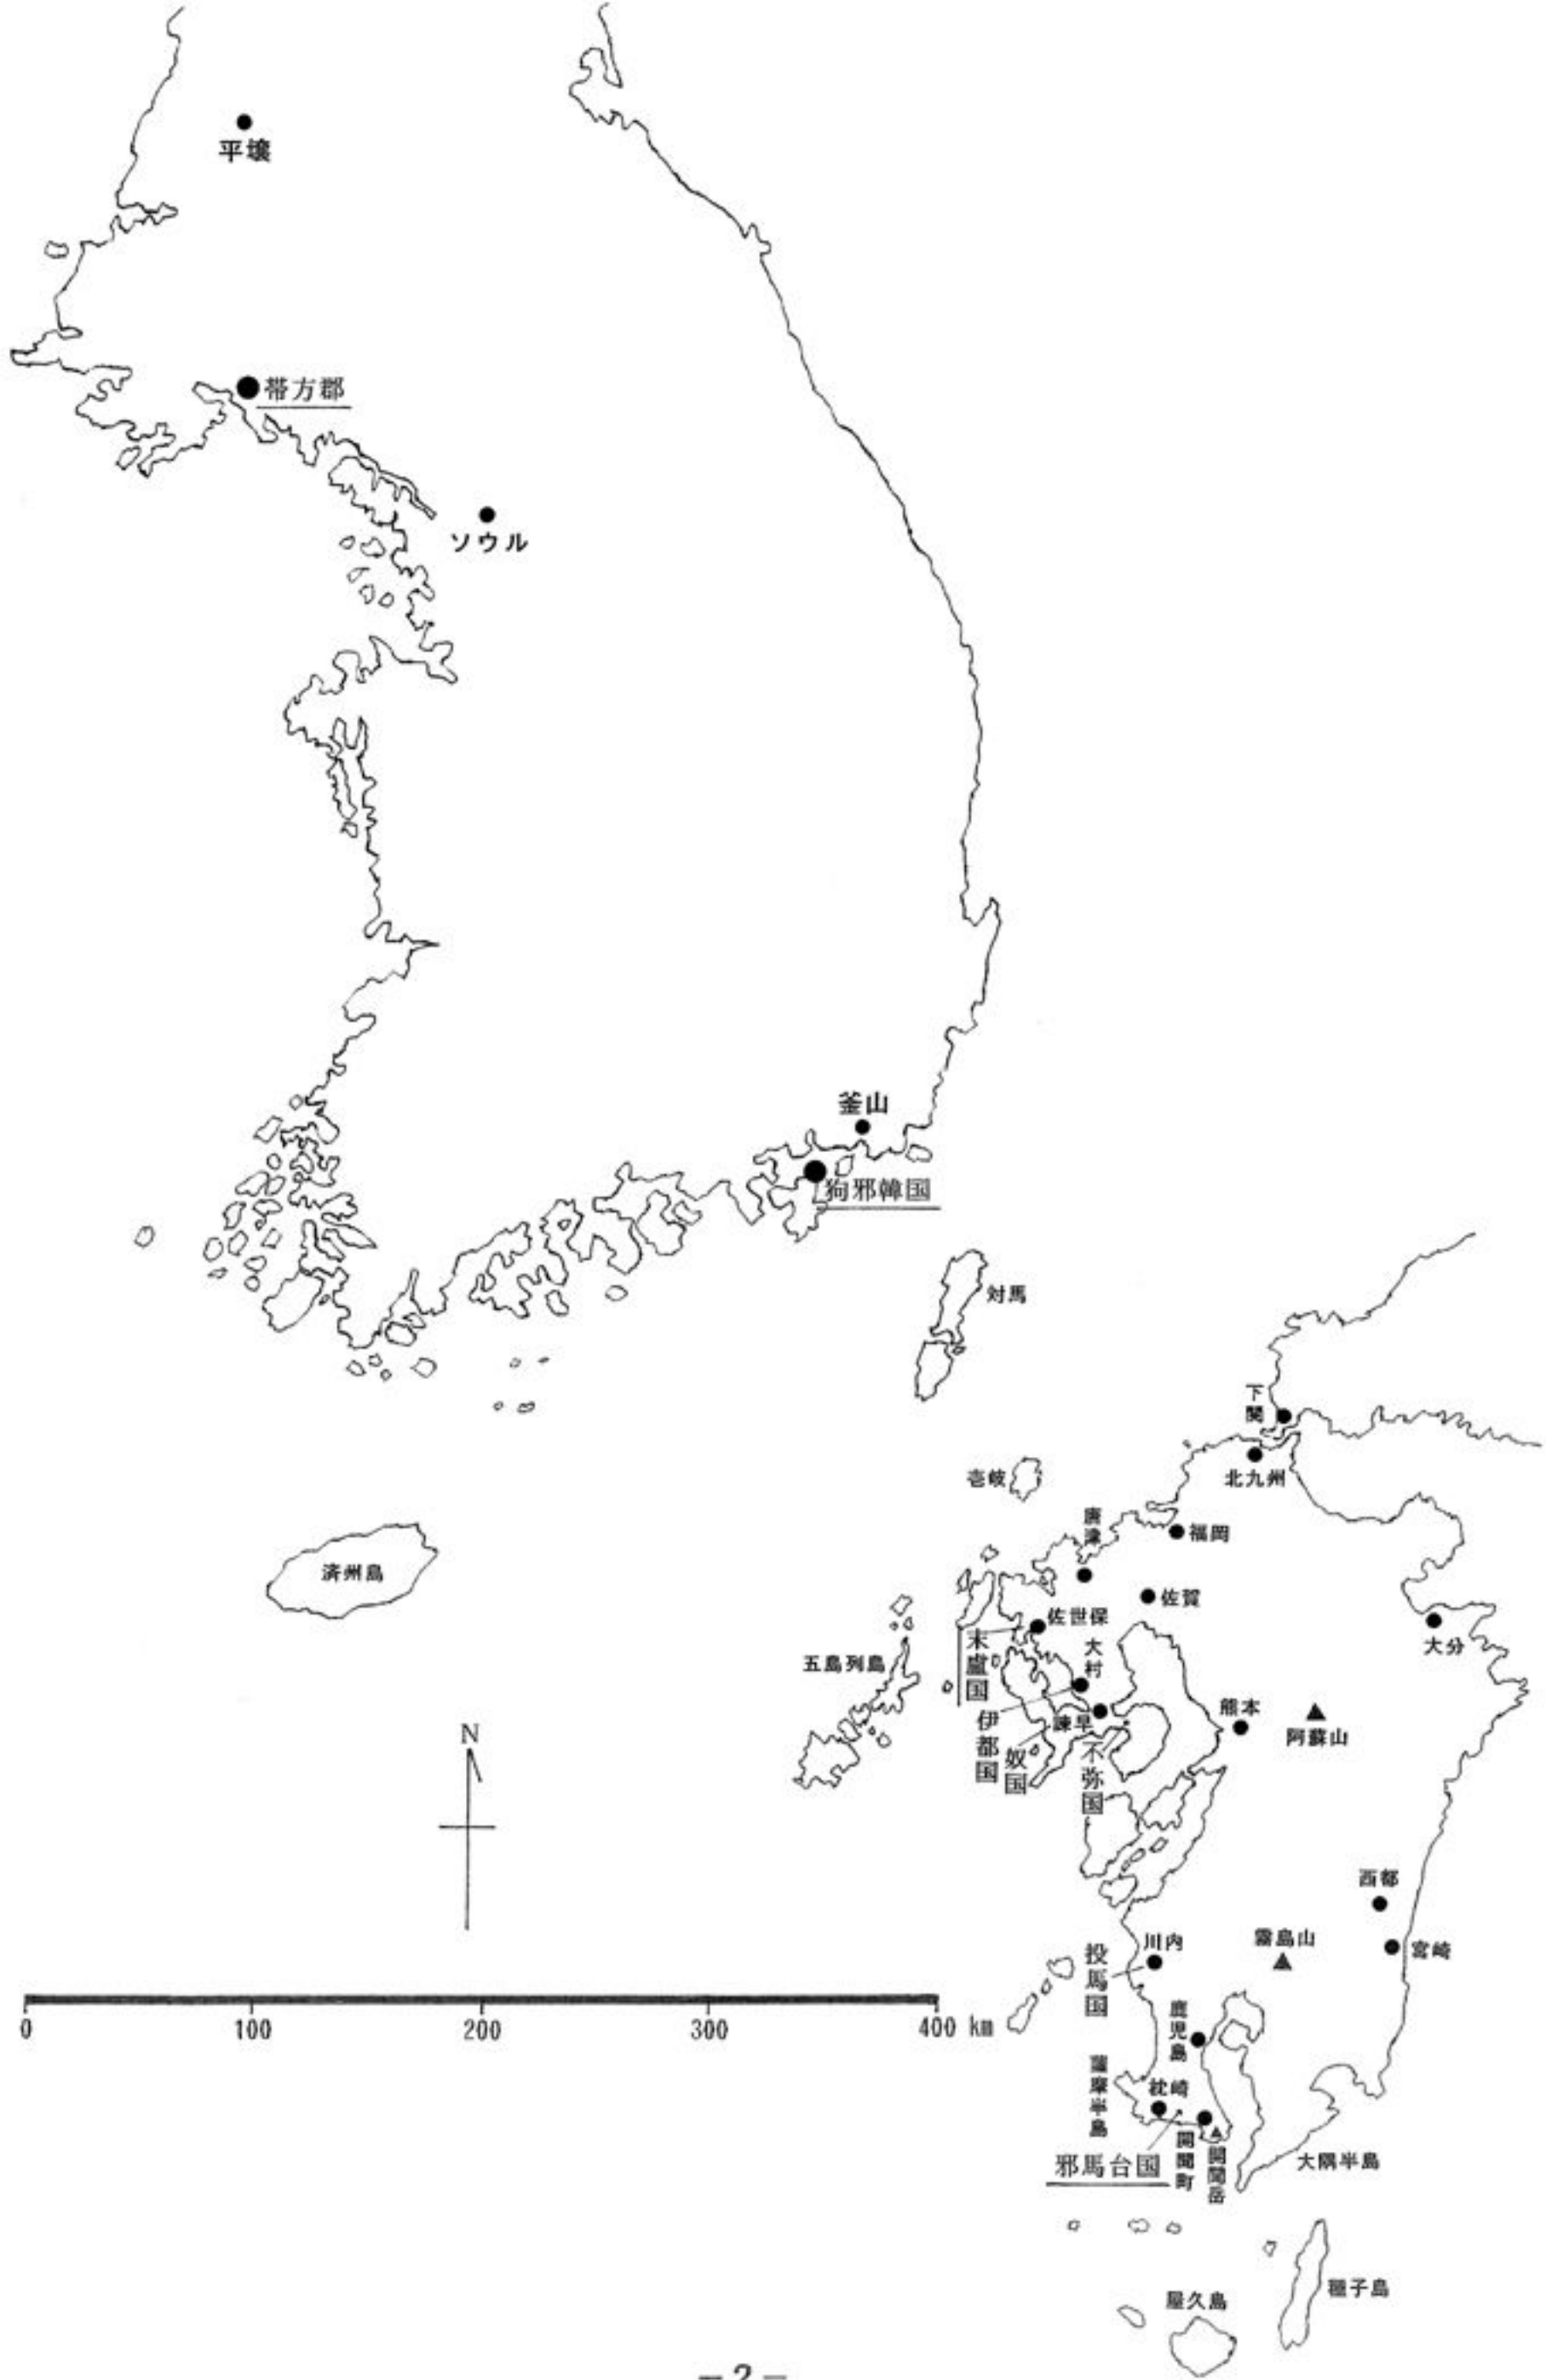 平壌
帯方郡
ソウル
釜山
狗邪韓国
対馬
下関
北九州
壱岐
唐津
福岡
済州島
佐賀
佐世保
大分
末盧国
大村
五島列島
伊都国
諫早
奴国
不弥国
熊本
阿蘇山
N
西都
川内
霧島山
宮崎
投馬国
0 100 200 300 400 km
鹿児島
薩摩半島
枕崎
邪馬台国
開聞町
開聞岳
大隅半島
種子島
屋久島
－2－